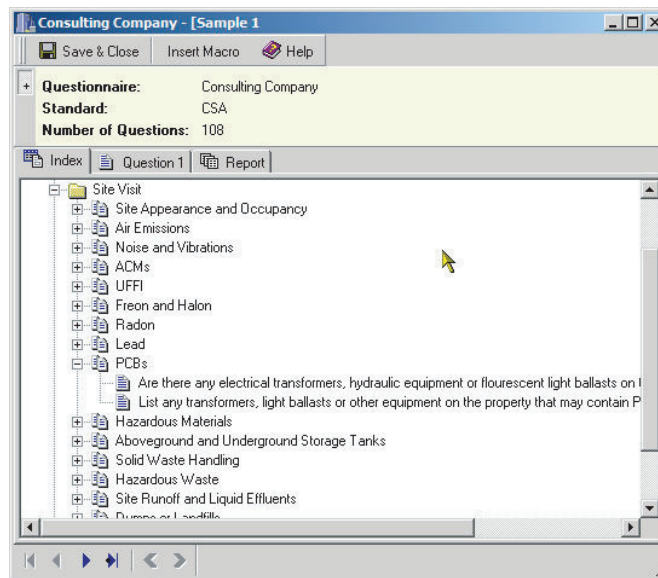 Consulting Company - [Sample 1
Save & Close Insert Macro Help
Questionnaire: Consulting Company
Standard: CSA
Number of Questions: 108
Index Question 1 Report
Site Visit
Site Appearance and Occupancy
Air Emissions
Noise and Vibrations
ACMs
UFFI
Freon and Halon
Radon
Lead
PCBs
Are there any electrical transformers, hydraulic equipment or flourescent light ballasts on
List any transformers, light ballasts or other equipment on the property that may contain P
Hazardous Materials
Aboveground and Underground Storage Tanks
Solid Waste Handling
Hazardous Waste
Site Runoff and Liquid Effluents
Dumps or Landfills